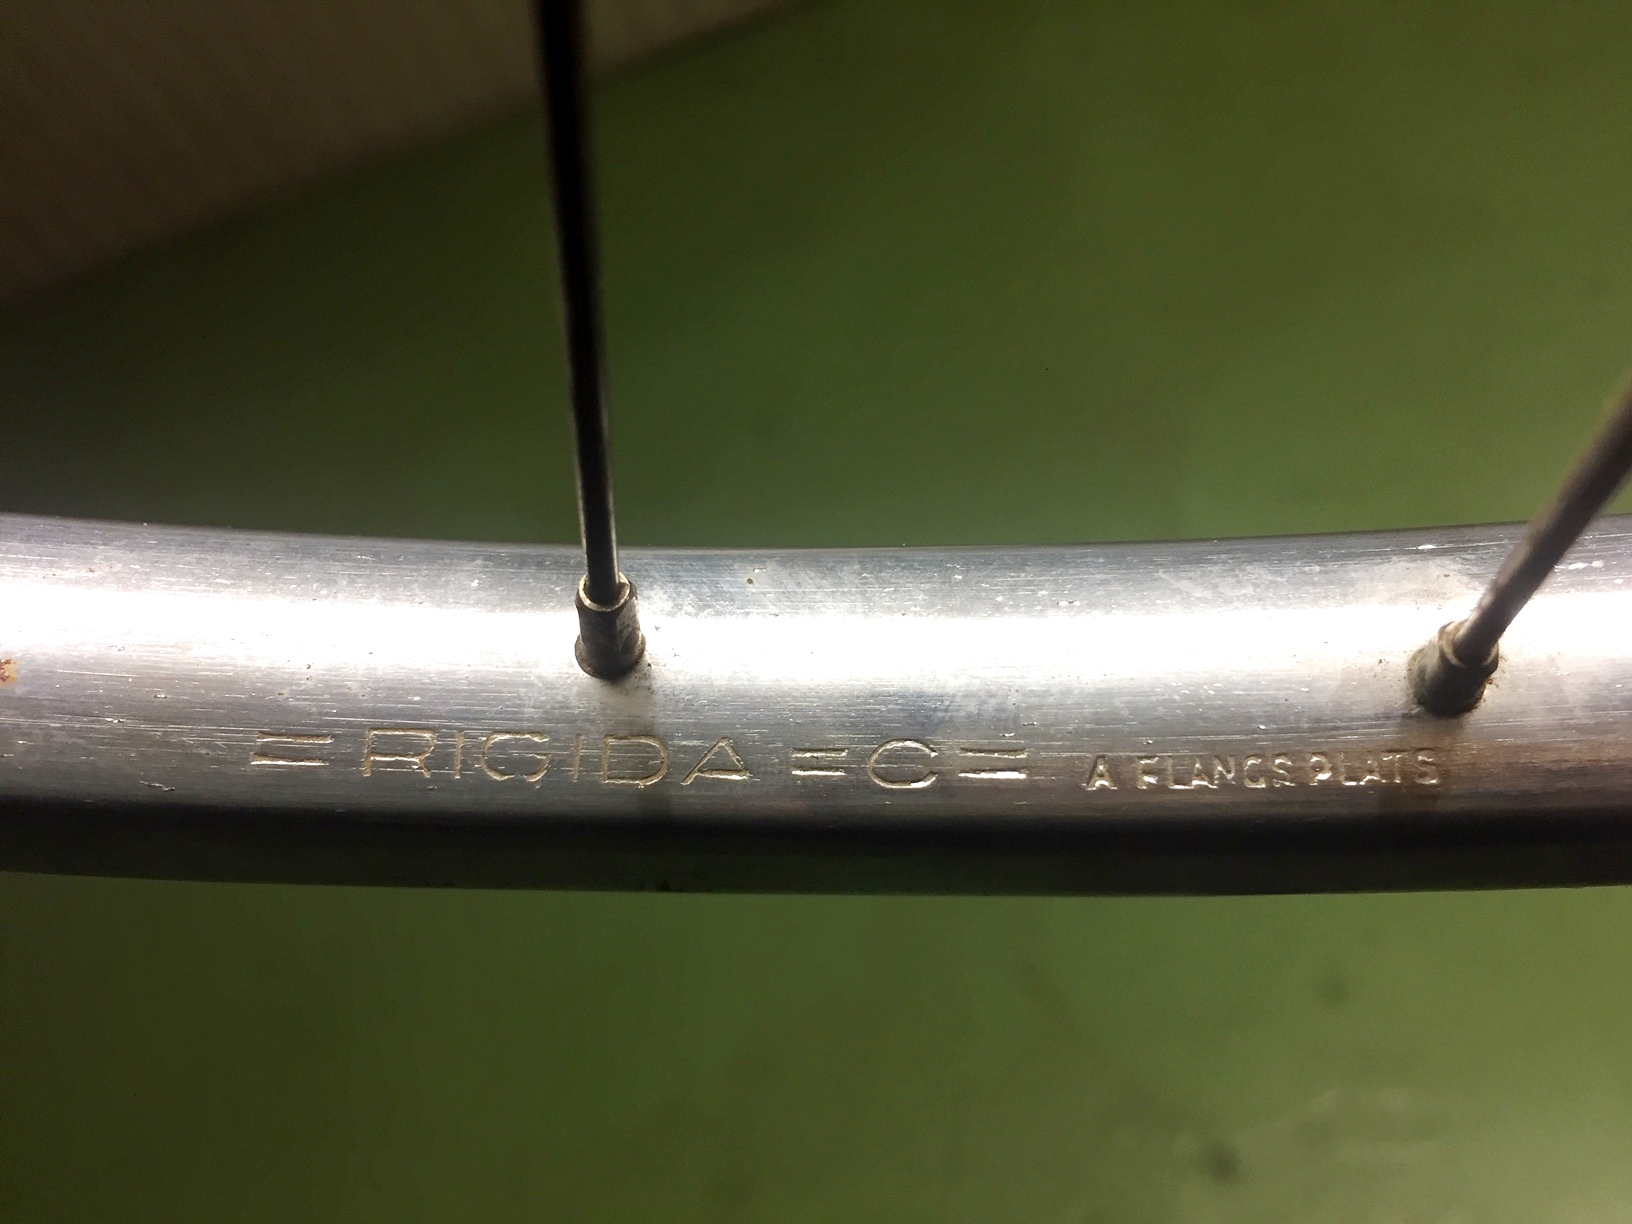 =RIGIDA =C= A FLANCS PLATS